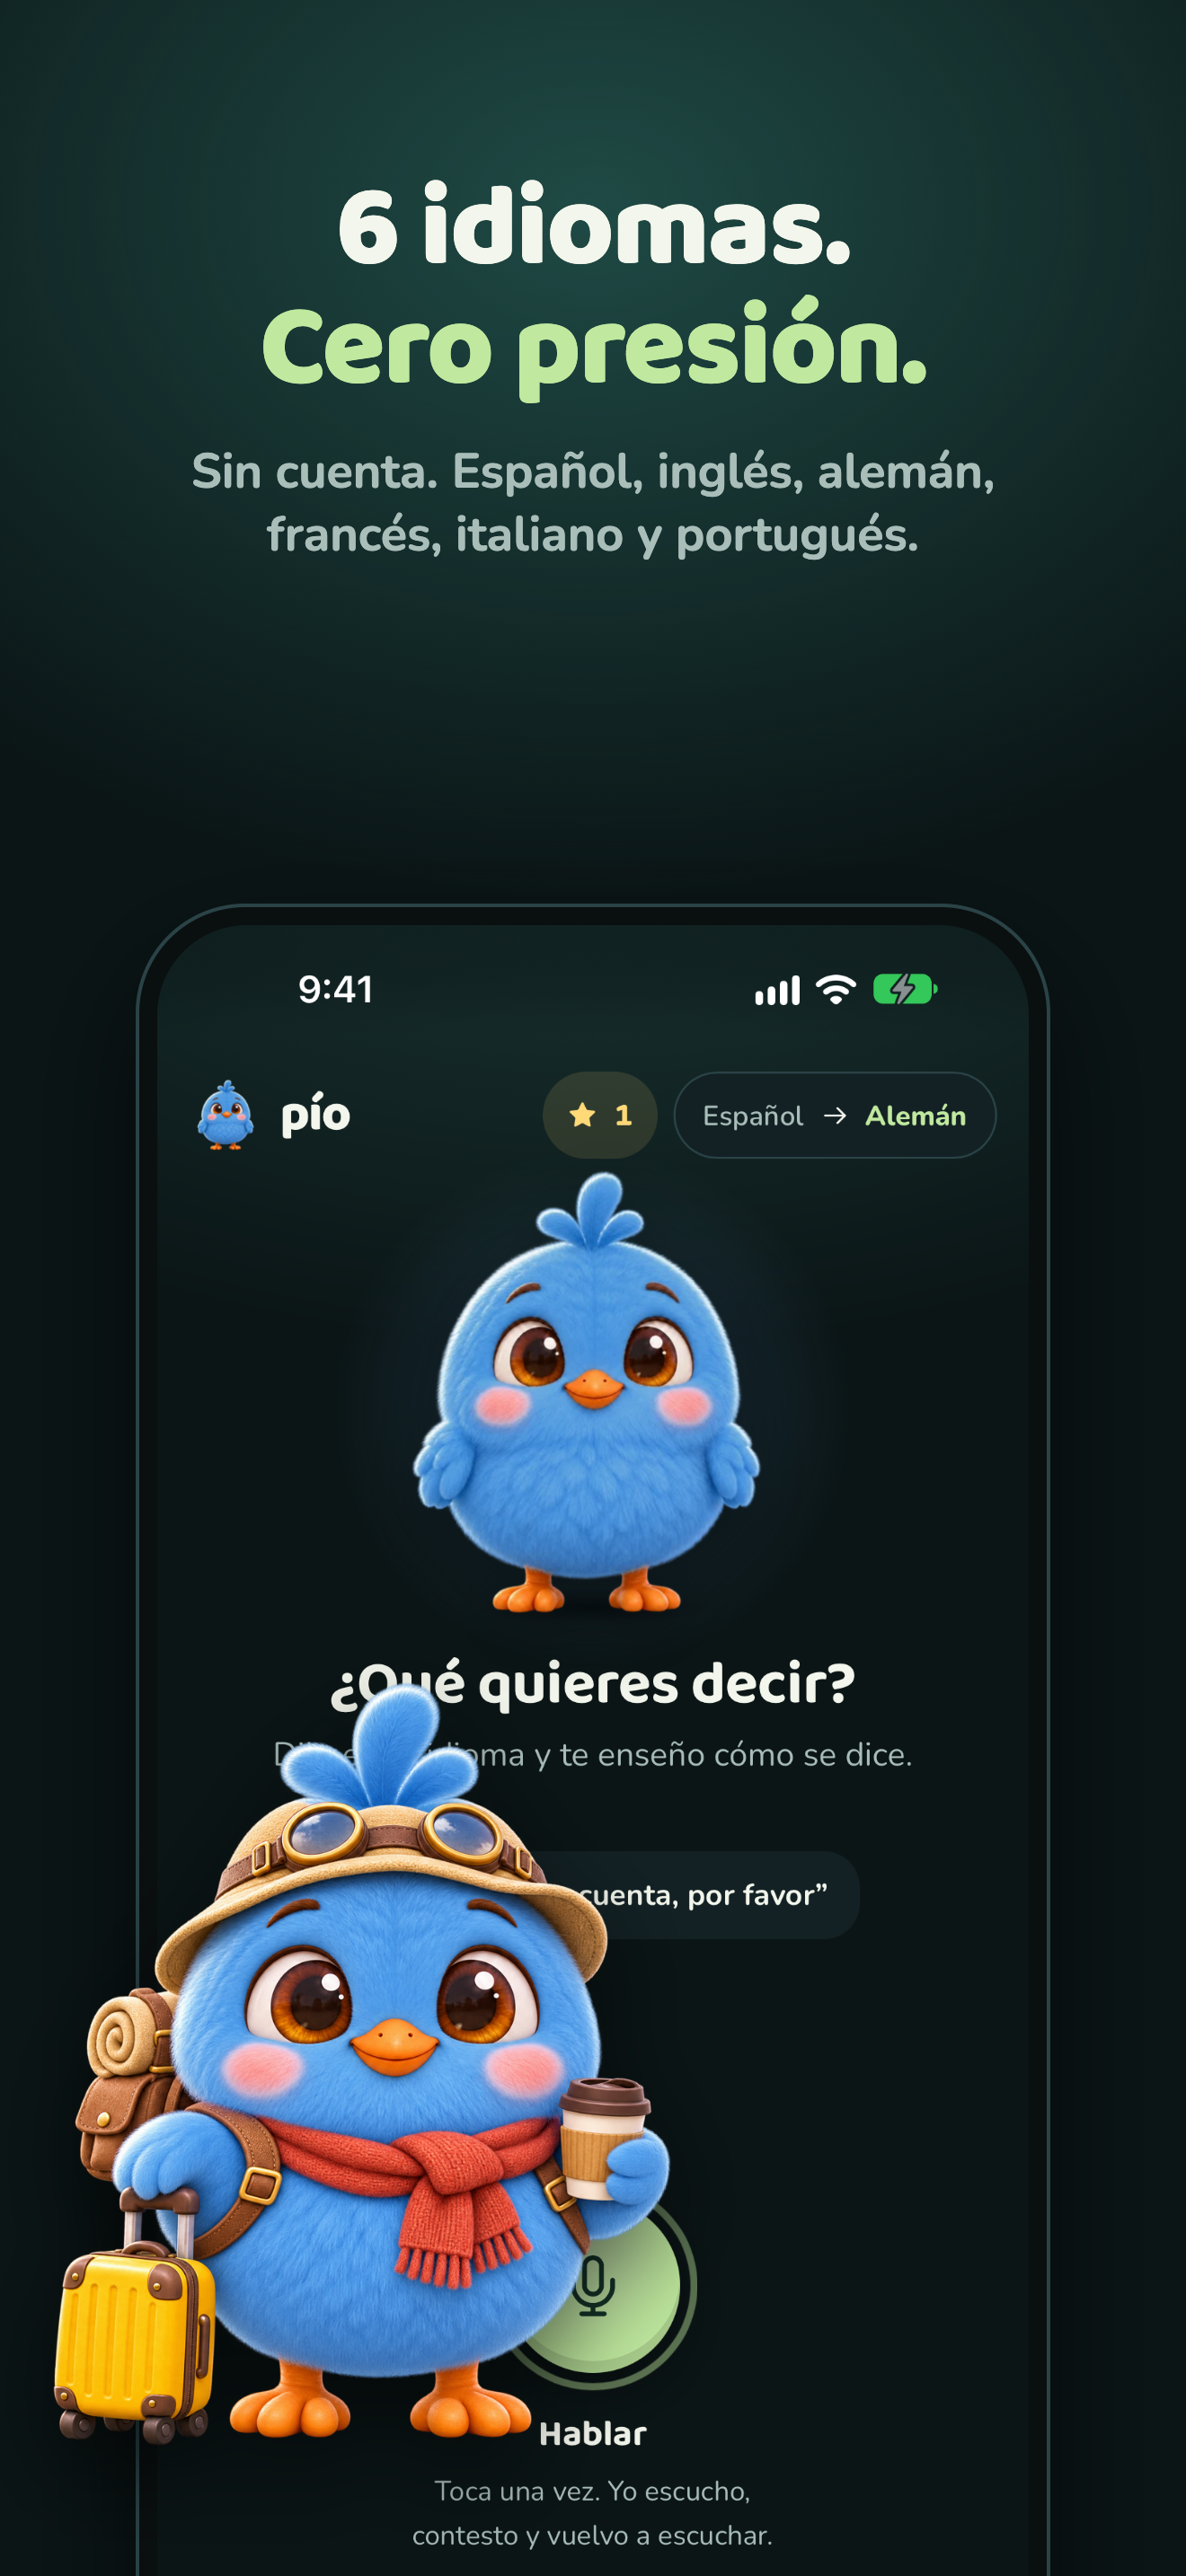 6 idiomas.
Cero presión.
Sin cuenta. Español, inglés, alemán,
francés, italiano y portugués.
9:41
pío
1
Español → Alemán
¿Qué quieres decir?
y te enseño cómo se dice.
cuenta, por favor”
Hablar
Toca una vez. Yo escucho,
contesto y vuelvo a escuchar.